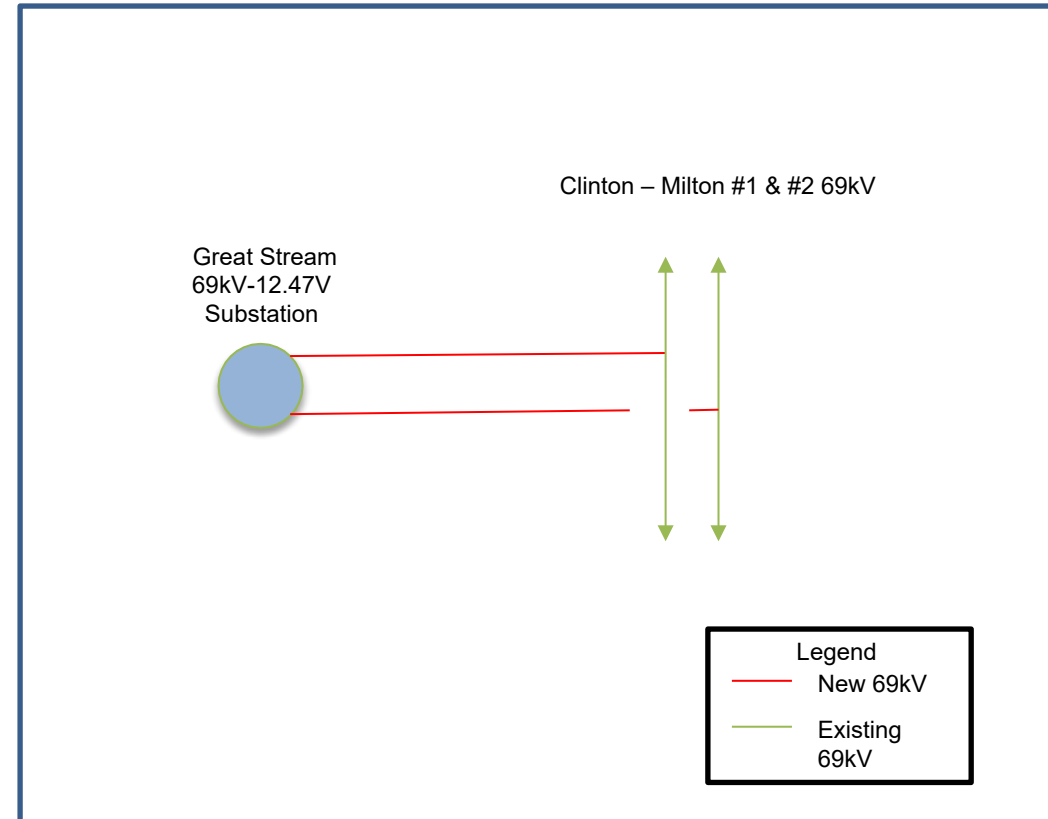 Clinton – Milton #1 & #2 69kV
Great Stream
69kV-12.47V
Substation
Legend
New 69kV
Existing
69kV